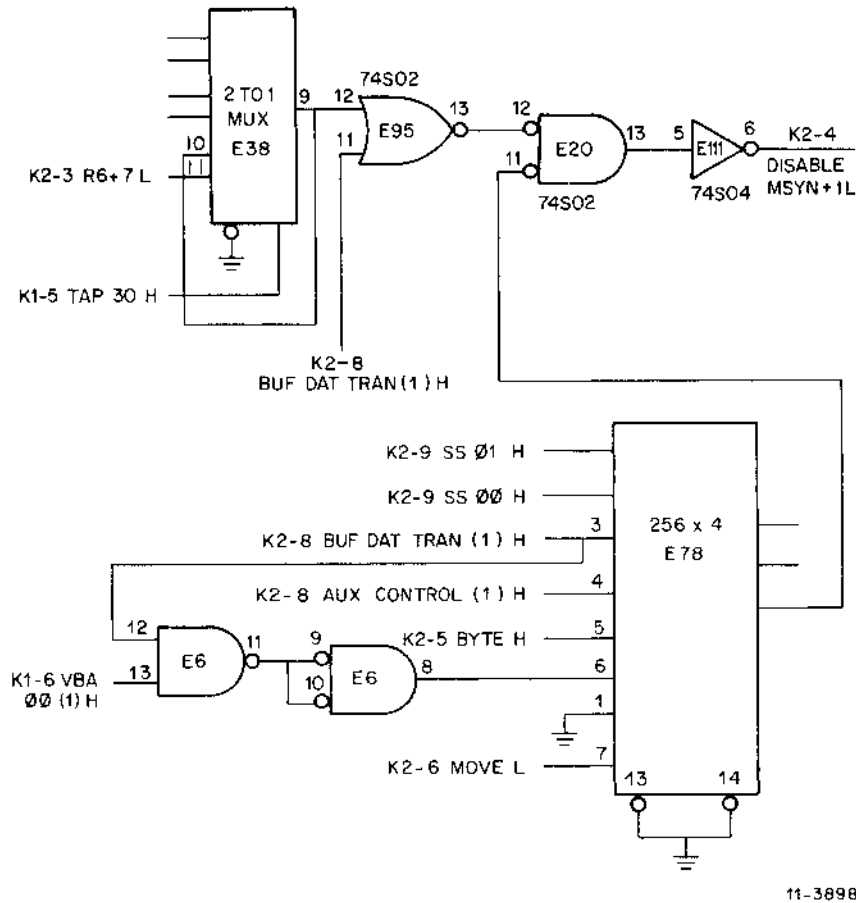 2 TO 1
MUX
E38
9
10
11
K2-3 R6+7 L
K1-5 TAP 30 H
74S02
12
11
E95
13
K2-8
BUF DAT TRAN (1) H
12
11
E20
13
74S02
5
E111
6
74S04
K2-4
DISABLE
MSYN+1L
K2-9 SS Ø1 H
K2-9 SS ØØ H
K2-8 BUF DAT TRAN (1) H
3
K2-8 AUX CONTROL (1) H
4
K2-5 BYTE H
5
6
1
K2-6 MOVE L
7
256 x 4
E78
13
14
12
13
E6
11
K1-6 VBA
ØØ (1) H
9
10
E6
8
11-3898